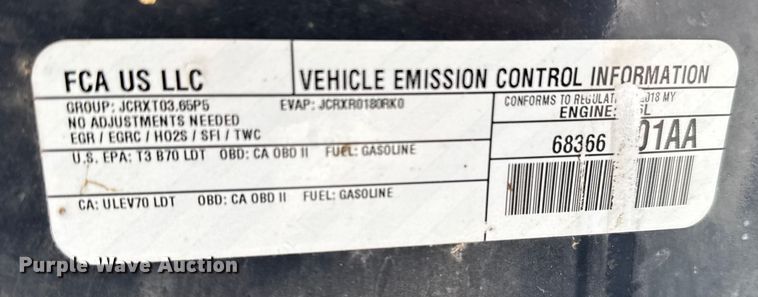 FCA US LLC
VEHICLE EMISSION CONTROL INFORMATION
GROUP: JCRXT03.65P5 EVAP: JCRXR0180RK0
NO ADJUSTMENTS NEEDED
EGR / EGRC / HO2S / SFI / TWC
CONFORMS TO 2018 MY
ENGINE:
68366 01AA
U.S. EPA: T3 B70 LDT OBD: CA OBD II FUEL: GASOLINE
CA: ULEV70 LDT OBD: CA OBD II FUEL: GASOLINE
Purple Wave Auction